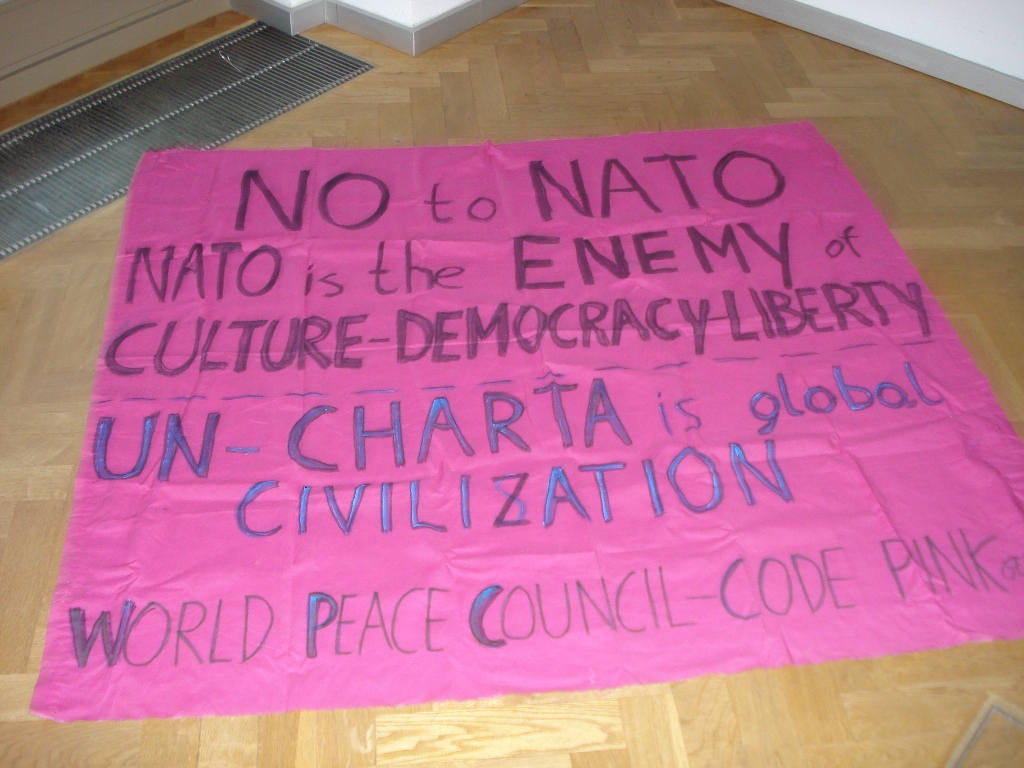 NO to NATO
NATO is the ENEMY of
CULTURE-DEMOCRACY-LIBERTY
UN-CHARTA is global
CIVILIZATION
WORLD PEACE COUNCIL-CODE PINK